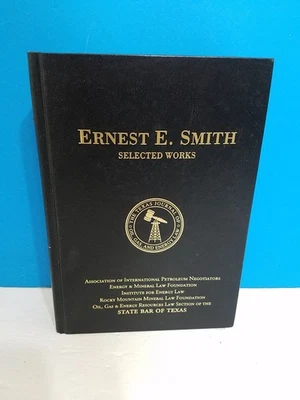 ERNEST E. SMITH
SELECTED WORKS
THE TEXAS JOURNAL
OF OIL, GAS, AND ENERGY LAW
ASSOCIATION OF INTERNATIONAL PETROLEUM NEGOTIATORS
ENERGY & MINERAL LAW FOUNDATION
INSTITUTE FOR ENERGY LAW
ROCKY MOUNTAIN MINERAL LAW FOUNDATION
OIL, GAS & ENERGY RESOURCES LAW SECTION OF THE
STATE BAR OF TEXAS